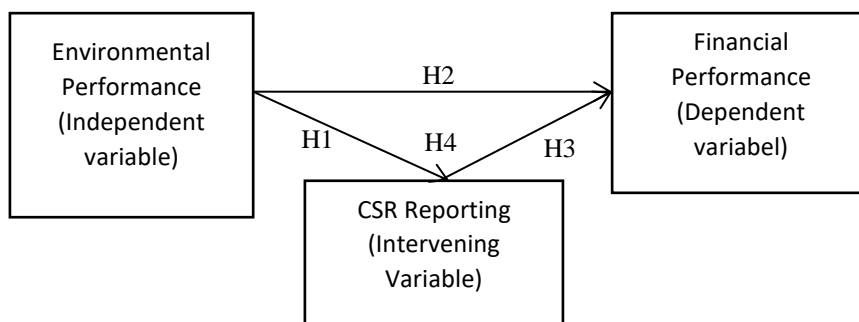 Environmental
Performance
(Independent
variable)
H2
Financial
Performance
(Dependent
variabel)
H1
H4
H3
CSR Reporting
(Intervening
Variable)